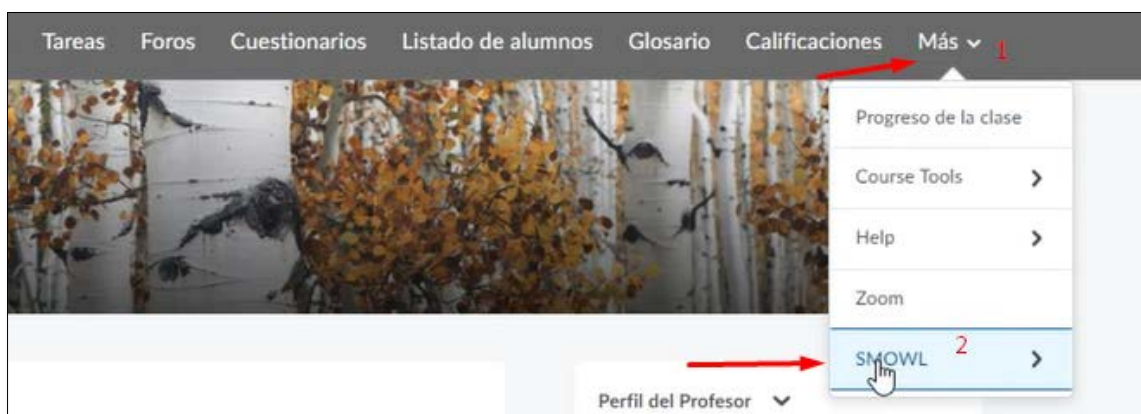 Tareas Foros Cuestionarios Listado de alumnos Glosario Calificaciones Más 1
Progreso de la clase
Course Tools
Help
Zoom
SMOWL 2
Perfil del Profesor